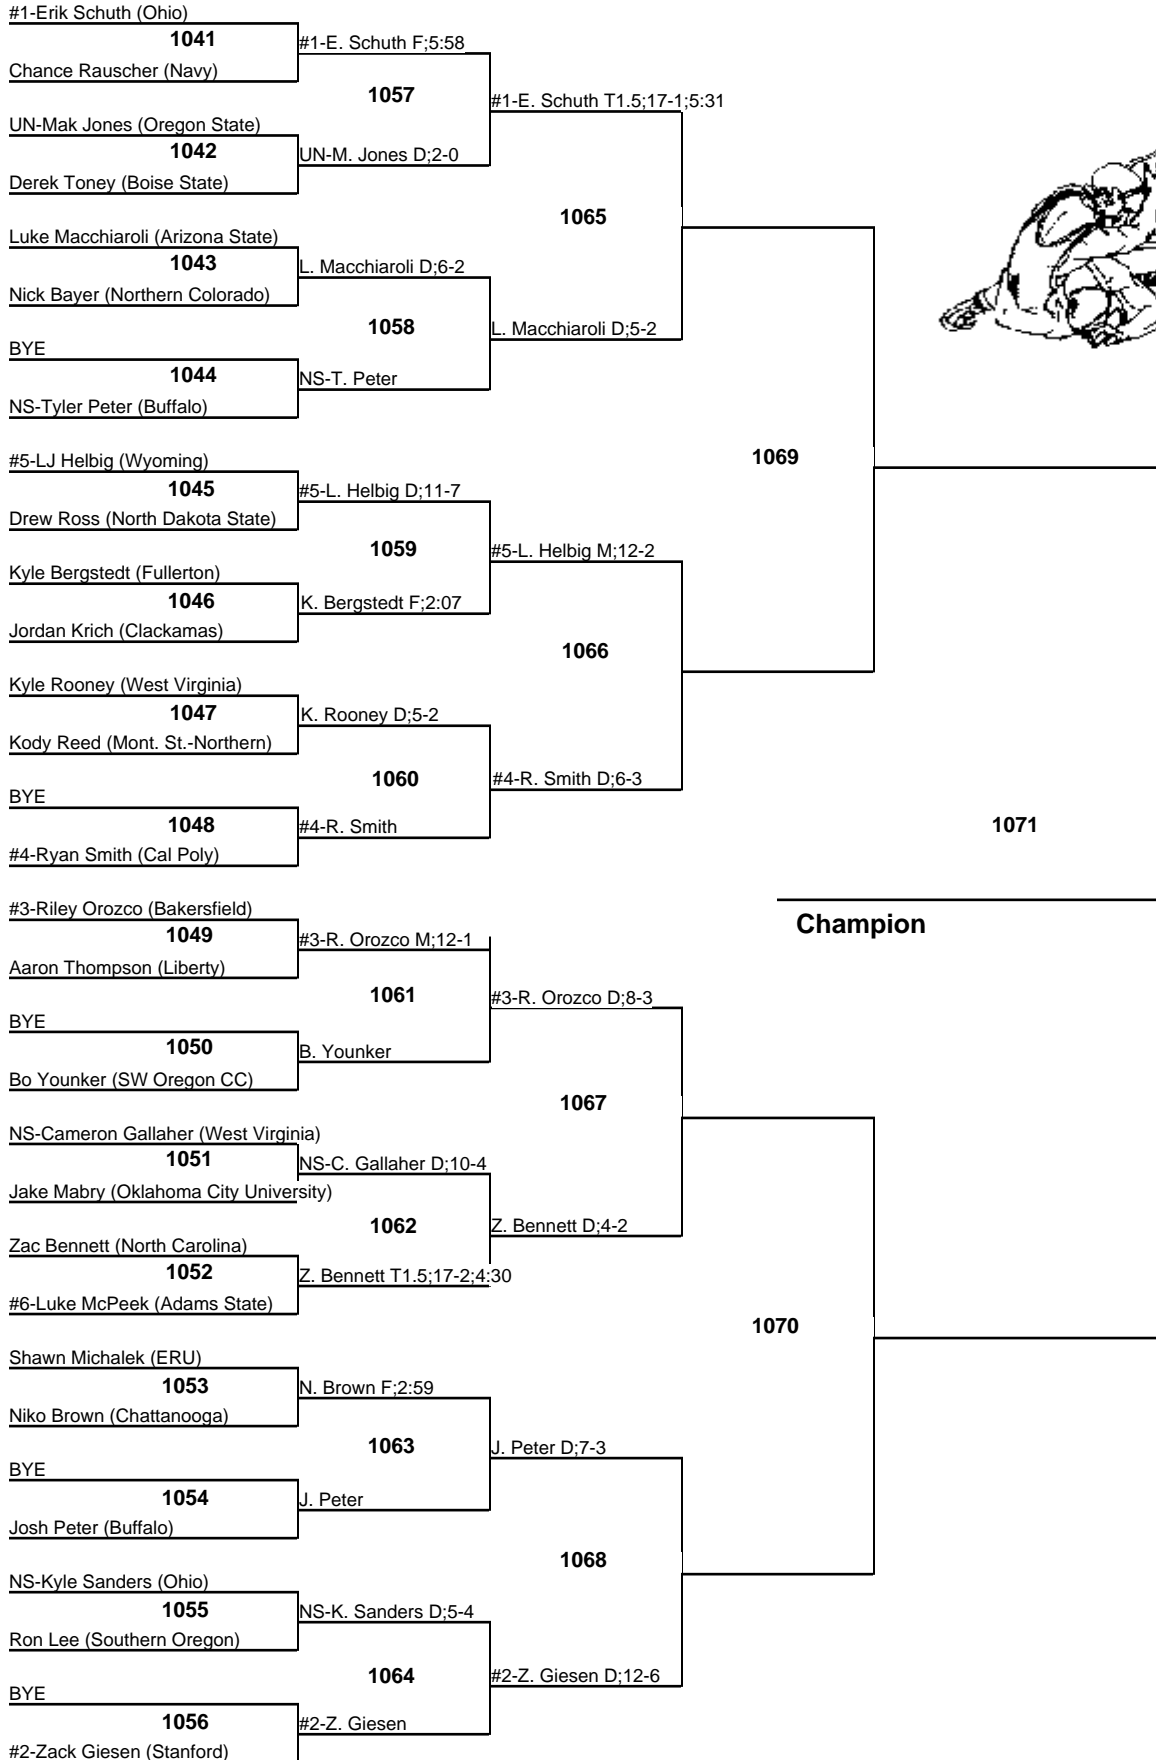 #1-Erik Schuth (Ohio)
1041
#1-E. Schuth F;5:58
Chance Rauscher (Navy)
1057
#1-E. Schuth T1.5;17-1;5:31
UN-Mak Jones (Oregon State)
1042
UN-M. Jones D;2-0
Derek Toney (Boise State)
1065
Luke Macchiaroli (Arizona State)
1043
L. Macchiaroli D;6-2
Nick Bayer (Northern Colorado)
1058
L. Macchiaroli D;5-2
BYE
1044
NS-T. Peter
NS-Tyler Peter (Buffalo)
1069
#5-LJ Helbig (Wyoming)
1045
#5-L. Helbig D;11-7
Drew Ross (North Dakota State)
1059
#5-L. Helbig M;12-2
Kyle Bergstedt (Fullerton)
1046
K. Bergstedt F;2:07
Jordan Krich (Clackamas)
1066
Kyle Rooney (West Virginia)
1047
K. Rooney D;5-2
Kody Reed (Mont. St.-Northern)
1060
#4-R. Smith D;6-3
BYE
1048
#4-R. Smith
#4-Ryan Smith (Cal Poly)
1071
Champion
#3-Riley Orozco (Bakersfield)
1049
#3-R. Orozco M;12-1
Aaron Thompson (Liberty)
1061
#3-R. Orozco D;8-3
BYE
1050
B. Younker
Bo Younker (SW Oregon CC)
1067
NS-Cameron Gallaher (West Virginia)
1051
NS-C. Gallaher D;10-4
Jake Mabry (Oklahoma City University)
1062
Z. Bennett D;4-2
Zac Bennett (North Carolina)
1052
Z. Bennett T1.5;17-2;4:30
#6-Luke McPeek (Adams State)
1070
Shawn Michalek (ERU)
1053
N. Brown F;2:59
Niko Brown (Chattanooga)
1063
J. Peter D;7-3
BYE
1054
J. Peter
Josh Peter (Buffalo)
1068
NS-Kyle Sanders (Ohio)
1055
NS-K. Sanders D;5-4
Ron Lee (Southern Oregon)
1064
#2-Z. Giesen D;12-6
BYE
1056
#2-Z. Giesen
#2-Zack Giesen (Stanford)